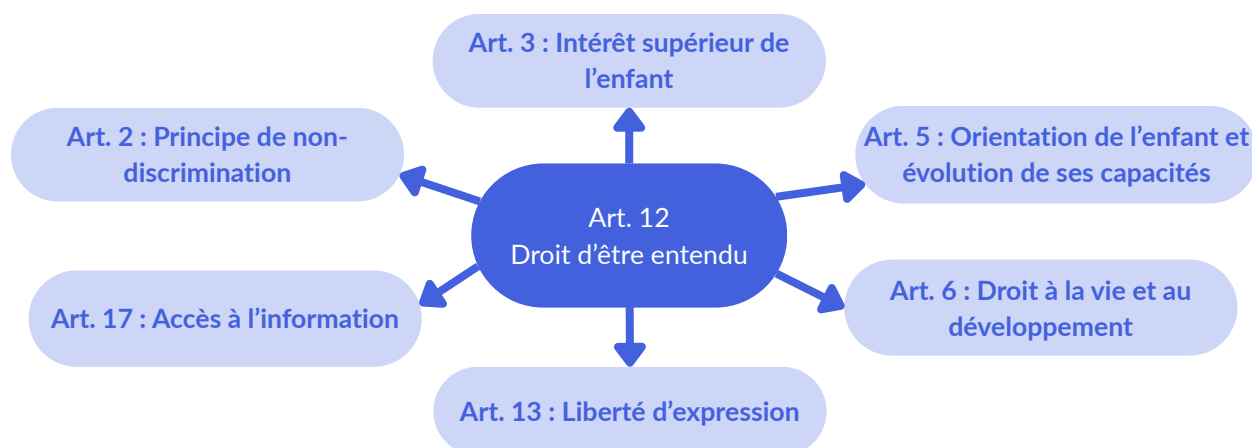 Art. 3 : Intérêt supérieur de
l’enfant
Art. 2 : Principe de non-
discrimination
Art. 5 : Orientation de l’enfant et
évolution de ses capacités
Art. 12
Droit d’être entendu
Art. 17 : Accès à l’information
Art. 6 : Droit à la vie et au
développement
Art. 13 : Liberté d’expression